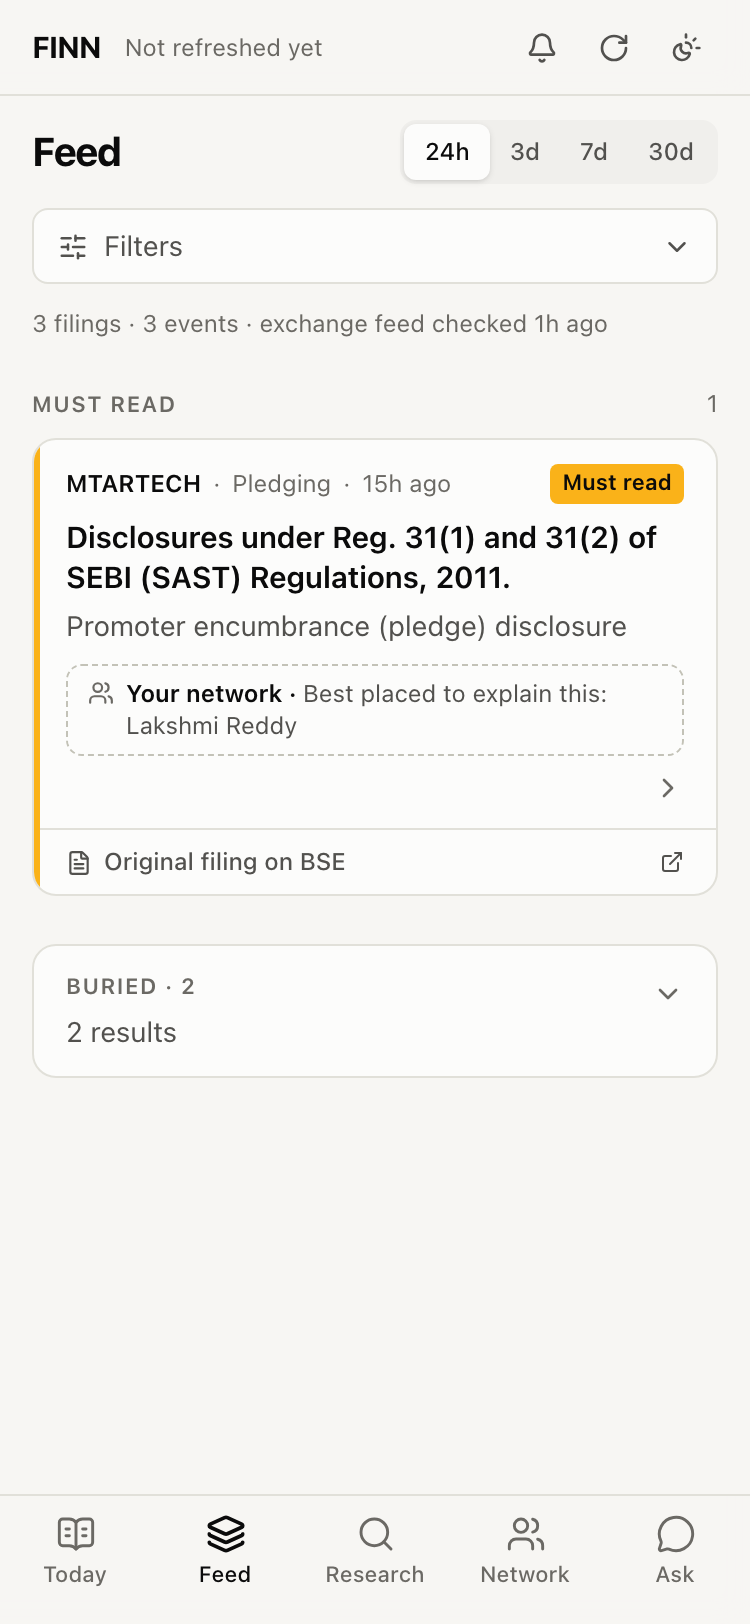 FINN Not refreshed yet
Feed
24h 3d 7d 30d
Filters
3 filings · 3 events · exchange feed checked 1h ago
MUST READ 1
MTARTECH · Pledging · 15h ago Must read
Disclosures under Reg. 31(1) and 31(2) of
SEBI (SAST) Regulations, 2011.
Promoter encumbrance (pledge) disclosure
Your network · Best placed to explain this:
Lakshmi Reddy
Original filing on BSE
BURIED · 2
2 results
Today Feed Research Network Ask